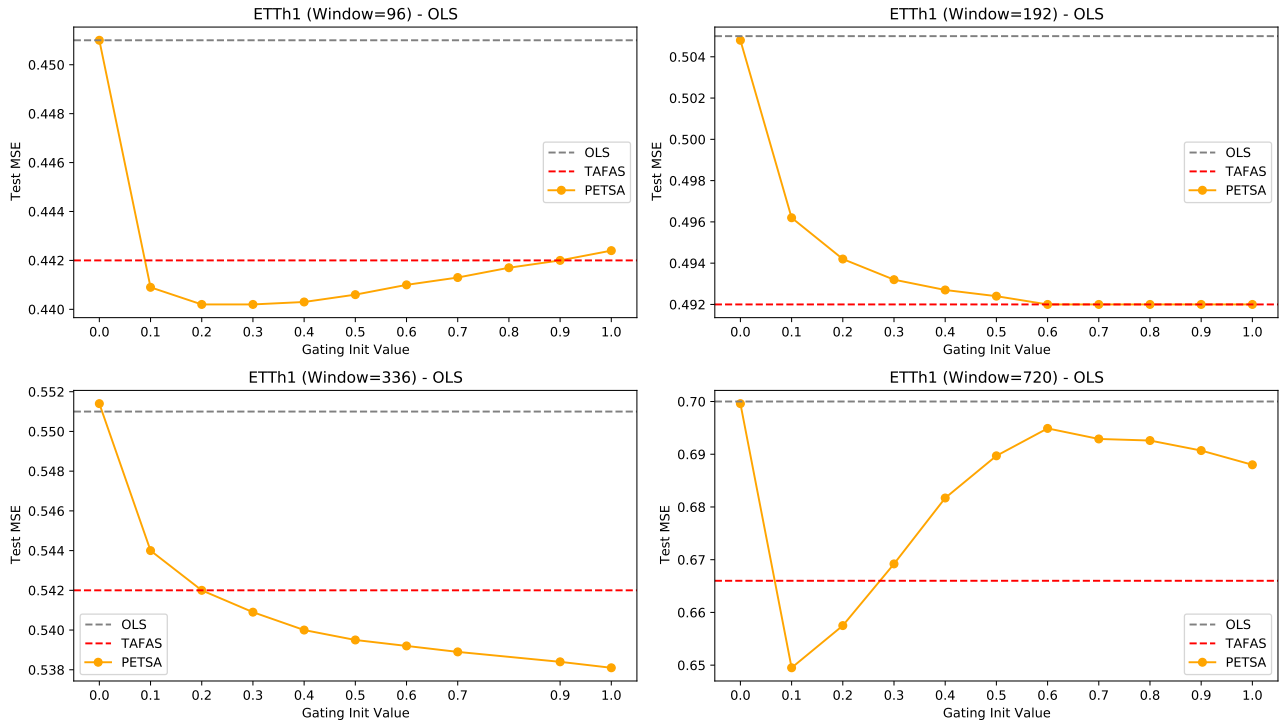 ETTh1 (Window=96) - OLS
Test MSE
0.450
0.448
0.446
0.444
0.442
0.440
OLS
TAFAS
PETSA
0.0 0.1 0.2 0.3 0.4 0.5 0.6 0.7 0.8 0.9 1.0
Gating Init Value
ETTh1 (Window=192) - OLS
Test MSE
0.504
0.502
0.500
0.498
0.496
0.494
0.492
OLS
TAFAS
PETSA
0.0 0.1 0.2 0.3 0.4 0.5 0.6 0.7 0.8 0.9 1.0
Gating Init Value
ETTh1 (Window=336) - OLS
Test MSE
0.552
0.550
0.548
0.546
0.544
0.542
0.540
0.538
OLS
TAFAS
PETSA
0.0 0.1 0.2 0.3 0.4 0.5 0.6 0.7 0.9 1.0
Gating Init Value
ETTh1 (Window=720) - OLS
Test MSE
0.70
0.69
0.68
0.67
0.66
0.65
OLS
TAFAS
PETSA
0.0 0.1 0.2 0.3 0.4 0.5 0.6 0.7 0.8 0.9 1.0
Gating Init Value